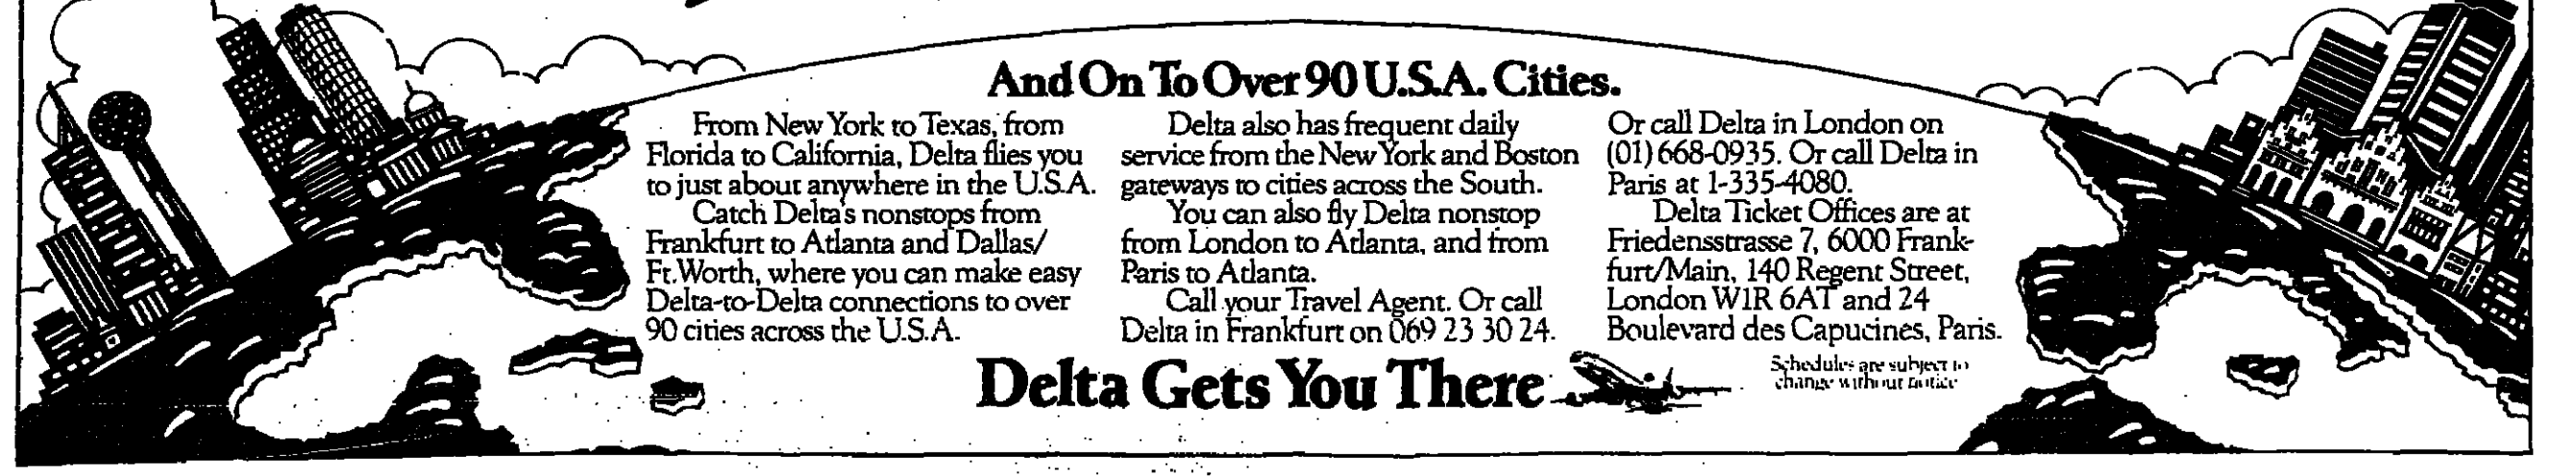 And On To Over 90 U.S.A. Cities.
From New York to Texas, from
Florida to California, Delta flies you
to just about anywhere in the U.S.A.
Catch Delta's nonstops from
Frankfurt to Atlanta and Dallas/
Ft. Worth, where you can make easy
Delta-to-Delta connections to over
90 cities across the U.S.A.
Delta also has frequent daily
service from the New York and Boston
gateways to cities across the South.
You can also fly Delta nonstop
from London to Atlanta, and from
Paris to Atlanta.
Call your Travel Agent. Or call
Delta in Frankfurt on 069 23 30 24.
Or call Delta in London on
(01) 668-0935. Or call Delta in
Paris at 1-335-4080.
Delta Ticket Offices are at
Friedensstrasse 7, 6000 Frank-
furt/Main, 140 Regent Street,
London W1R 6AT and 24
Boulevard des Capucines, Paris.
Delta Gets You There
Schedules are subject to
change without notice